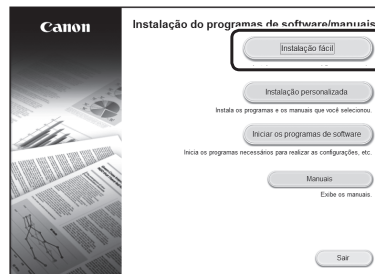 Canon
Instalação do programas de software/manuais
Instalação fácil
Instalação personalizada
Instala os programas e os manuais que você selecionou.
Iniciar os programas de software
Inicia os programas necessários para realizar as configurações, etc.
Manuais
Exibe os manuais.
Sair